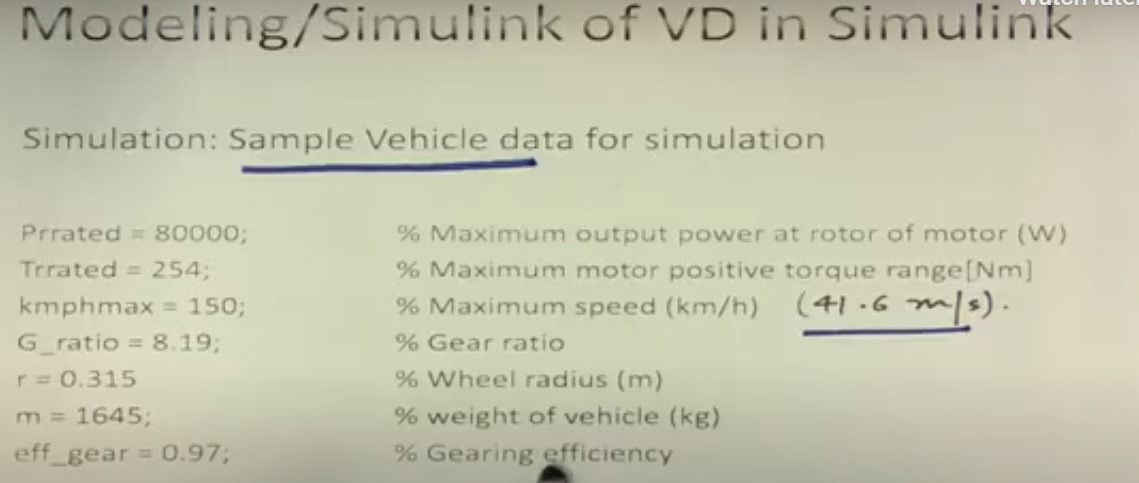 Watch later
Modeling/Simulink of VD in Simulink
Simulation: Sample Vehicle data for simulation
Prrated = 80000; % Maximum output power at rotor of motor (W)
Trrated = 254; % Maximum motor positive torque range[Nm]
kmphmax = 150; % Maximum speed (km/h) (41.6 m/s).
G_ratio = 8.19; % Gear ratio
r = 0.315 % Wheel radius (m)
m = 1645; % weight of vehicle (kg)
eff_gear = 0.97; % Gearing efficiency